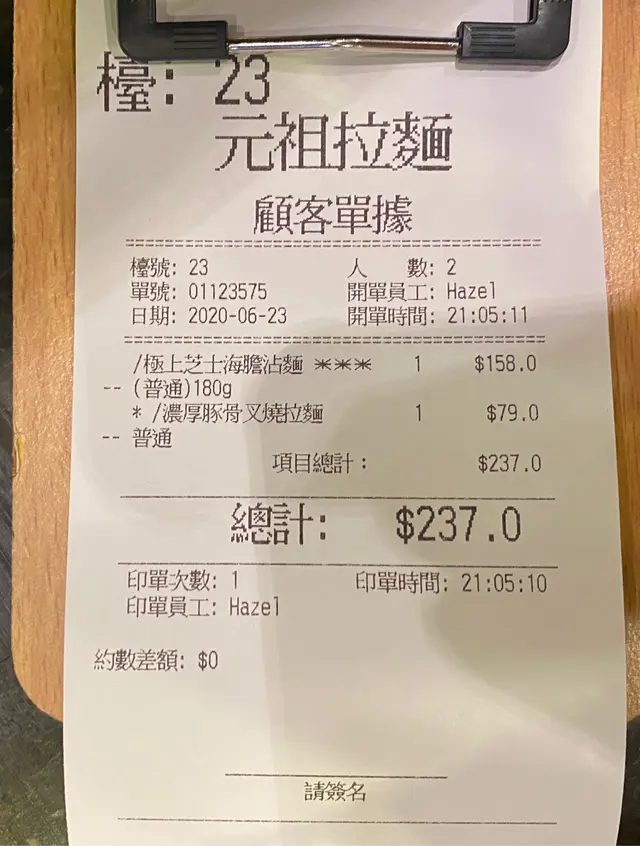 檯: 23
元祖拉麵
顧客單據
檯號: 23 人 數: 2
單號: 01123575 開單員工: Hazel
日期: 2020-06-23 開單時間: 21:05:11
/極上芝士海膽沾麵 *** 1 $158.0
-- (普通)180g
* /濃厚豚骨叉燒拉麵 1 $79.0
-- 普通
項目總計: $237.0
總計: $237.0
印單次數: 1 印單時間: 21:05:10
印單員工: Hazel
約數差額: $0
請簽名